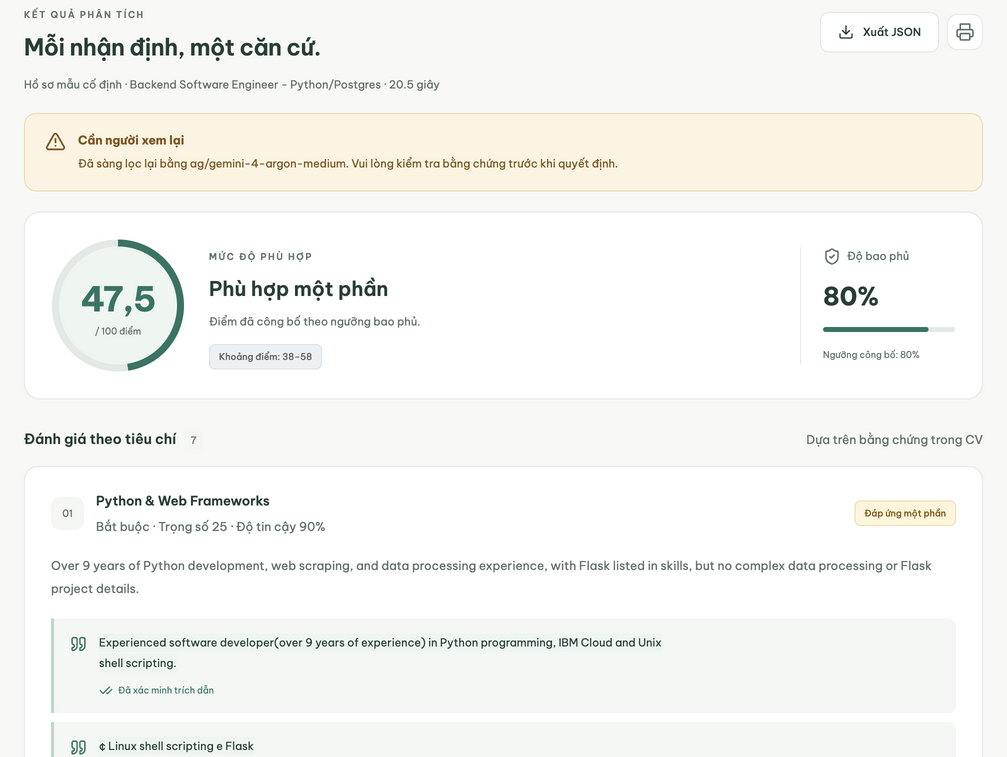 KẾT QUẢ PHÂN TÍCH
Mỗi nhận định, một căn cứ.
Xuất JSON
Hồ sơ mẫu cố định · Backend Software Engineer - Python/Postgres · 20.5 giây
Cần người xem lại
Đã sàng lọc lại bằng ag/gemini-4-argon-medium. Vui lòng kiểm tra bằng chứng trước khi quyết định.
47,5
/ 100 điểm
MỨC ĐỘ PHÙ HỢP
Phù hợp một phần
Điểm đã công bố theo ngưỡng bao phủ.
Khoảng điểm: 38–58
Độ bao phủ
80%
Ngưỡng công bố: 80%
Đánh giá theo tiêu chí 7
Dựa trên bằng chứng trong CV
01
Python & Web Frameworks
Bắt buộc · Trọng số 25 · Độ tin cậy 90%
Đáp ứng một phần
Over 9 years of Python development, web scraping, and data processing experience, with Flask listed in skills, but no complex data processing or Flask
project details.
Experienced software developer(over 9 years of experience) in Python programming, IBM Cloud and Unix
shell scripting.
Đã xác minh trích dẫn
¢ Linux shell scripting e Flask